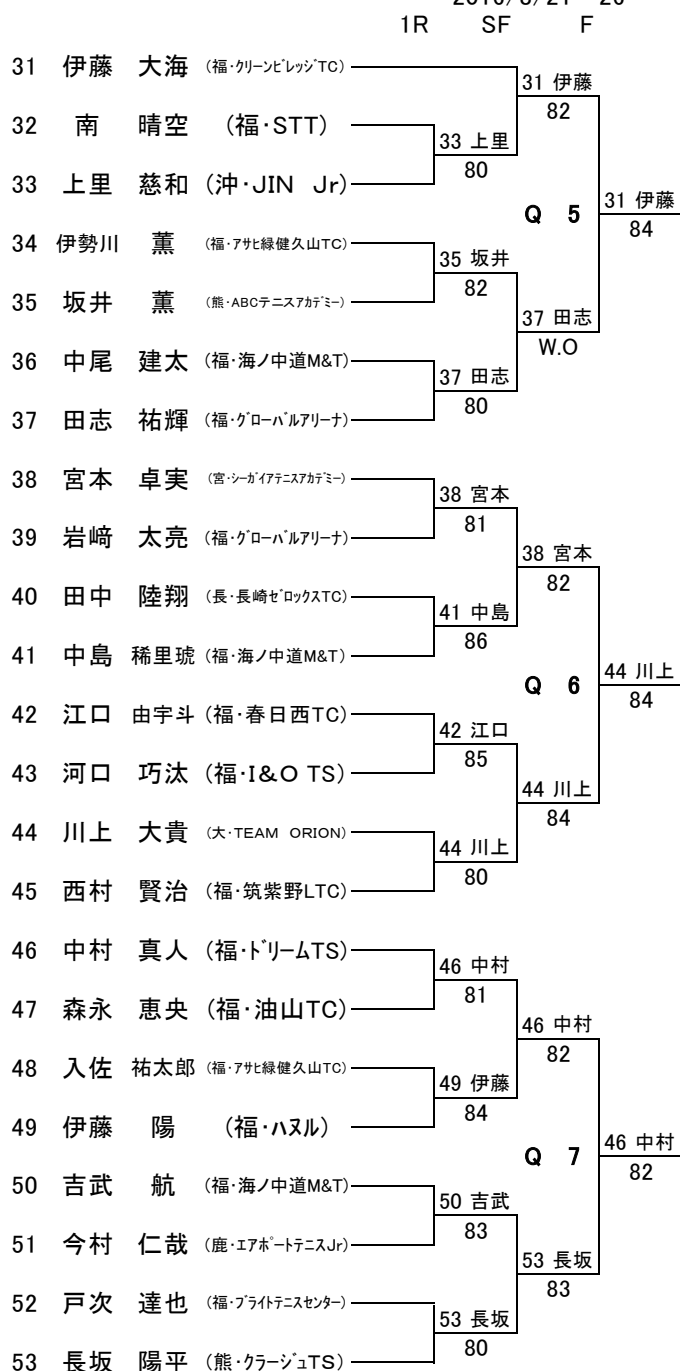 1R SF F
31 伊藤 大海 (福・クリーンビレッジTC)
31 伊藤
82
32 南 晴空 (福・STT)
33 上里
80
33 上里 慈和 (沖・JIN Jr)
31 伊藤
Q 5
84
34 伊勢川 薫 (福・アサヒ緑健久山TC)
35 坂井
82
35 坂井 薫 (熊・ABCテニスアカデミー)
37 田志
W.O
36 中尾 建太 (福・海ノ中道M&T)
37 田志
80
37 田志 祐輝 (福・グローバルアリーナ)
38 宮本 卓実 (宮・シーガイアテニスアカデミー)
38 宮本
81
39 岩﨑 太亮 (福・グローバルアリーナ)
38 宮本
82
40 田中 陸翔 (長・長崎ゼロックスTC)
41 中島
86
41 中島 稀里琥 (福・海ノ中道M&T)
44 川上
Q 6
84
42 江口 由宇斗 (福・春日西TC)
42 江口
85
43 河口 巧汰 (福・I&O TS)
44 川上
84
44 川上 大貴 (大・TEAM ORION)
44 川上
80
45 西村 賢治 (福・筑紫野LTC)
46 中村 真人 (福・ドリームTS)
46 中村
81
47 森永 恵央 (福・油山TC)
46 中村
82
48 入佐 祐太郎 (福・アサヒ緑健久山TC)
49 伊藤
84
49 伊藤 陽 (福・ハヌル)
46 中村
Q 7
82
50 吉武 航 (福・海ノ中道M&T)
50 吉武
83
51 今村 仁哉 (鹿・エアポートテニスJr)
53 長坂
83
52 戸次 達也 (福・ブライトテニスセンター)
53 長坂
80
53 長坂 陽平 (熊・クラージュTS)